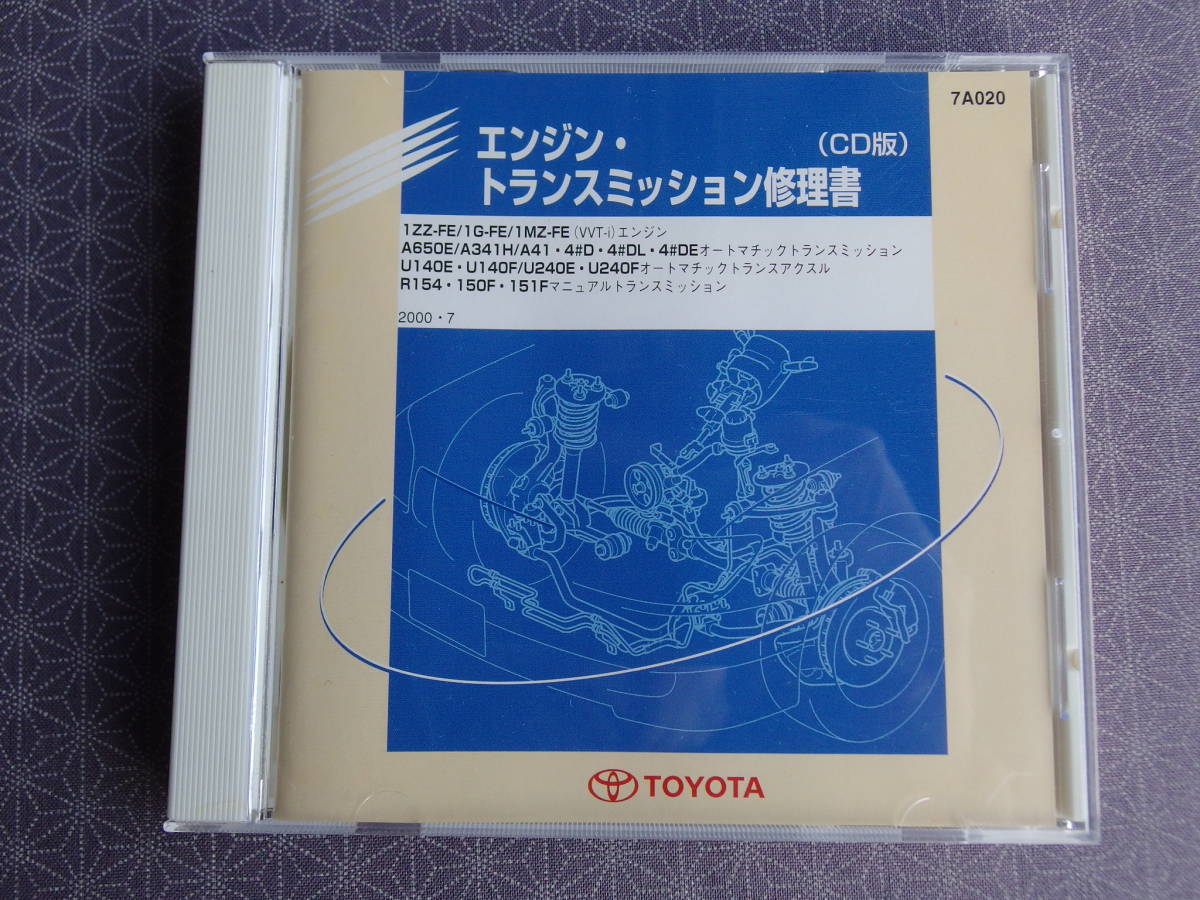 7A020
エンジン・ (CD版)
トランスミッション修理書
1ZZ-FE/1G-FE/1MZ-FE (VVT-i) エンジン
A650E/A341H/A41・4#D・4#DL・4#DEオートマチックトランスミッション
U140E・U140F/U240E・U240Fオートマチックトランスアクスル
R154・150F・151Fマニュアルトランスミッション
2000・7
TOYOTA